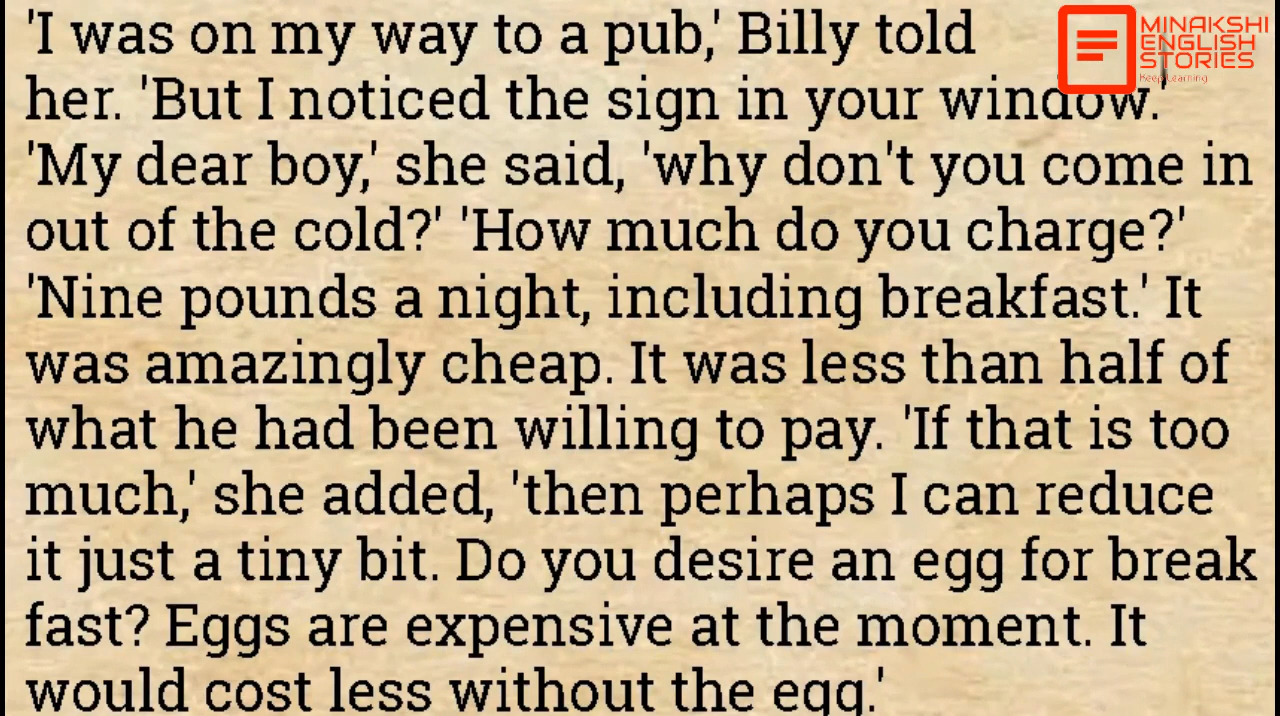 'I was on my way to a pub,' Billy told
her. 'But I noticed the sign in your window.'
'My dear boy,' she said, 'why don't you come in
out of the cold?' 'How much do you charge?'
'Nine pounds a night, including breakfast.' It
was amazingly cheap. It was less than half of
what he had been willing to pay. 'If that is too
much,' she added, 'then perhaps I can reduce
it just a tiny bit. Do you desire an egg for break
fast? Eggs are expensive at the moment. It
would cost less without the egg.'
MINAKSHI
ENGLISH
STORIES
Keep Learning